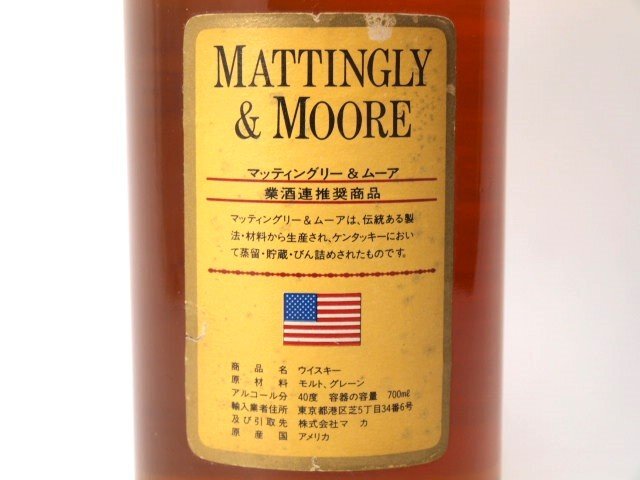 MATTINGLY
& MOORE
マッティングリー&ムーア
業酒連推奨商品
マッティングリー&ムーアは、伝統ある製
法・材料から生産され、ケンタッキーにおい
て蒸留・貯蔵・びん詰めされたものです。
商品名 ウイスキー
原材料 モルト、グレーン
アルコール分 40度 容器の容量 700mℓ
輸入業者住所 東京都港区芝5丁目34番6号
及び引取先 株式会社マカ
原産国 アメリカ